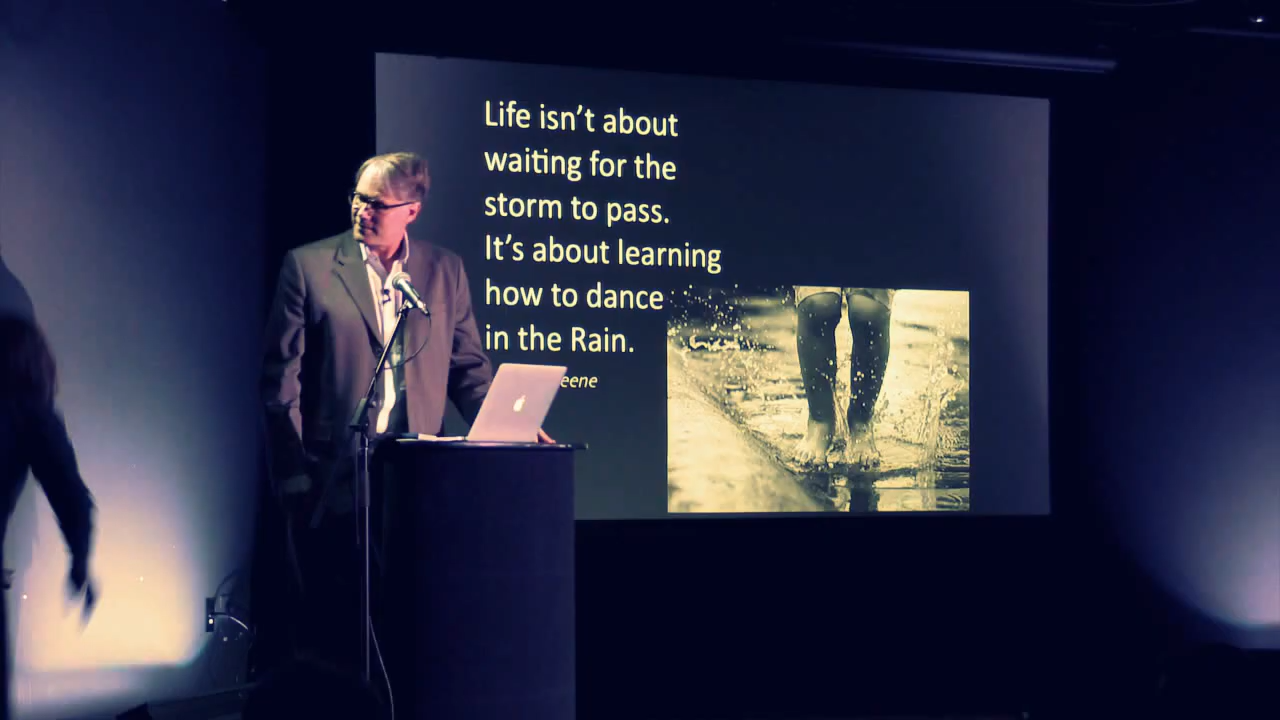 Life isn't about
waiting for the
storm to pass.
It's about learning
how to dance
in the Rain.